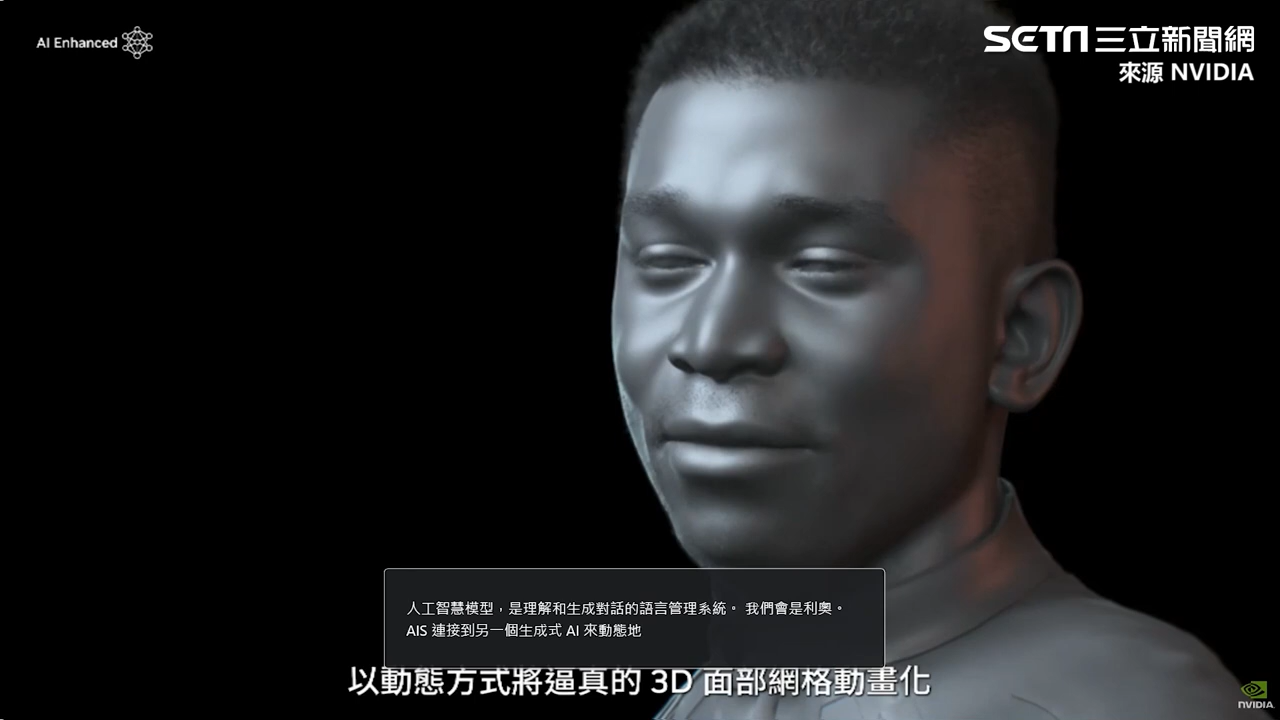 AI Enhanced
SETN三立新聞網
來源 NVIDIA
人工智慧模型，是理解和生成對話的語言管理系統。 我們會是利奧。
AIS 連接到另一個生成式 AI 來動態地
以動態方式將逼真的 3D 面部網格動畫化
NVIDIA